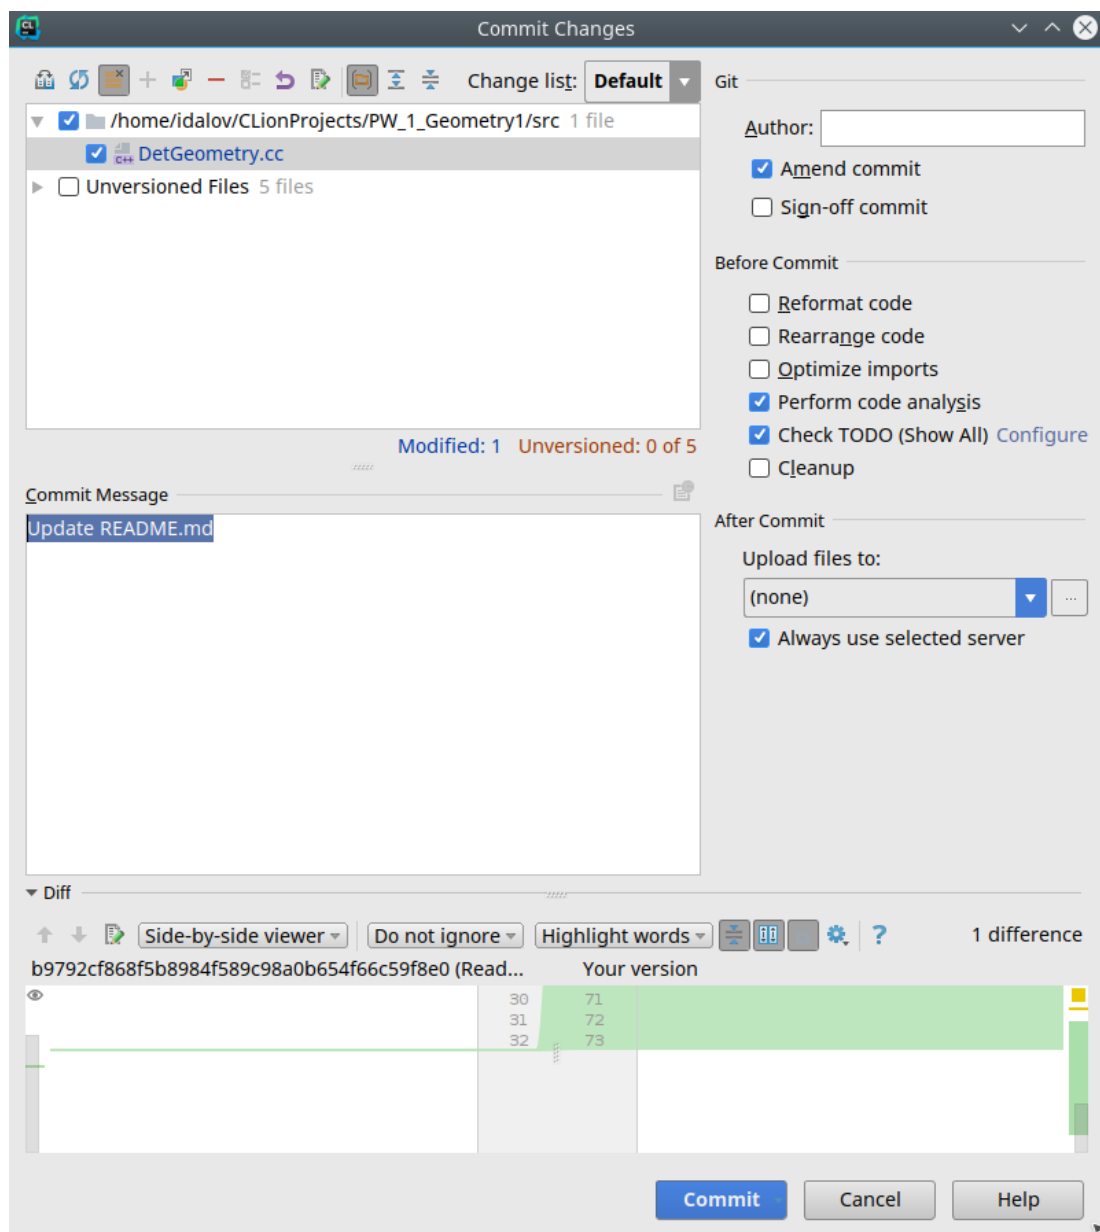 Commit Changes
Change list: Default
/home/idalov/CLionProjects/PW_1_Geometry1/src 1 file
C++ DetGeometry.cc
Unversioned Files 5 files
Modified: 1 Unversioned: 0 of 5
Commit Message
Update README.md
Git
Author:
Amend commit
Sign-off commit
Before Commit
Reformat code
Rearrange code
Optimize imports
Perform code analysis
Check TODO (Show All) Configure
Cleanup
After Commit
Upload files to:
(none)
...
Always use selected server
Diff
Side-by-side viewer Do not ignore Highlight words ? 1 difference
b9792cf868f5b8984f589c98a0b654f66c59f8e0 (Read... Your version
30 71
31 72
32 73
Commit Cancel Help